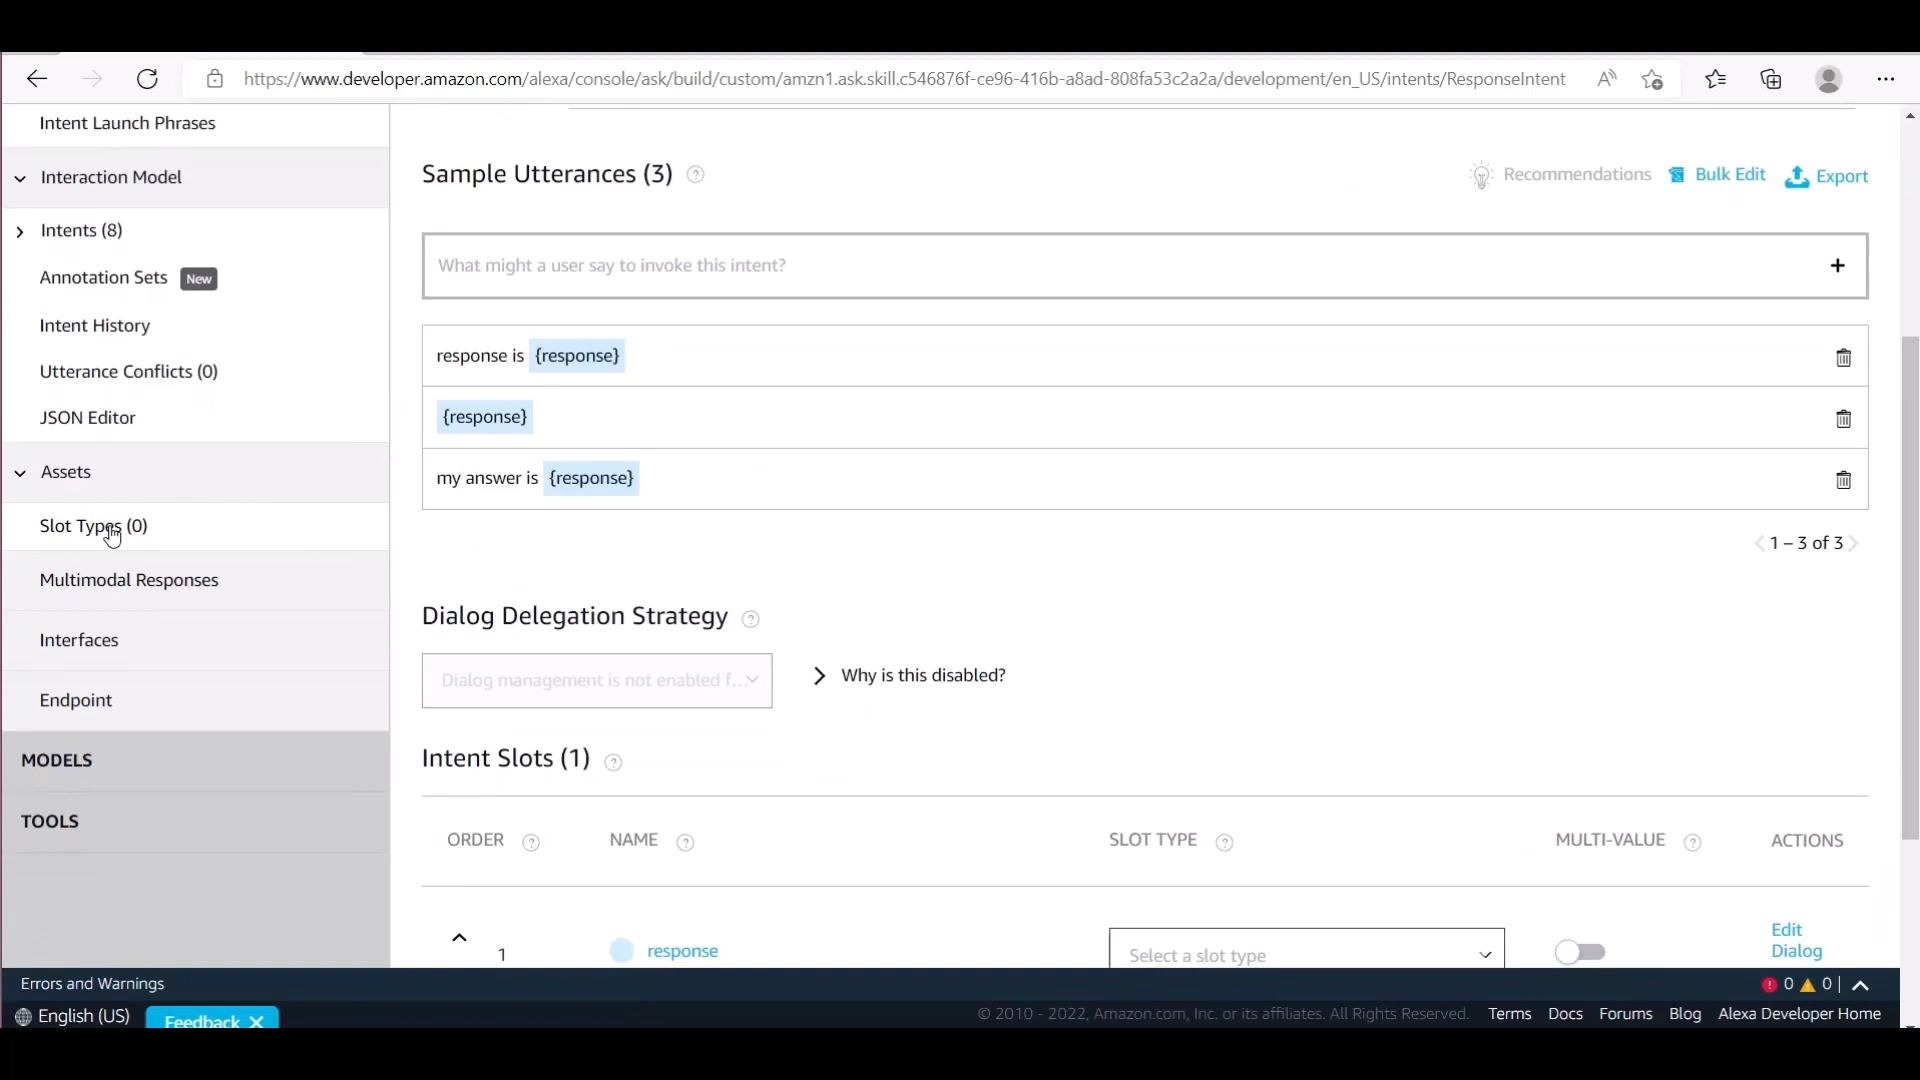 https://www.developer.amazon.com/alexa/console/ask/build/custom/amzn1.ask.skill.c546876f-ce96-416b-a8ad-808fa53c2a2a/development/en_US/intents/ResponseIntent
Intent Launch Phrases
Interaction Model
Intents (8)
Annotation Sets New
Intent History
Utterance Conflicts (0)
JSON Editor
Assets
Slot Types (0)
Multimodal Responses
Interfaces
Endpoint
MODELS
TOOLS
Sample Utterances (3)
Recommendations
Bulk Edit
Export
What might a user say to invoke this intent?
response is {response}
{response}
my answer is {response}
1 – 3 of 3
Dialog Delegation Strategy
Dialog management is not enabled f...
Why is this disabled?
Intent Slots (1)
ORDER NAME SLOT TYPE MULTI-VALUE ACTIONS
1 response Select a slot type Edit
Dialog
Errors and Warnings
0 0
English (US)
Feedback
© 2010 - 2022, Amazon.com, Inc. or its affiliates. All Rights Reserved. Terms Docs Forums Blog Alexa Developer Home